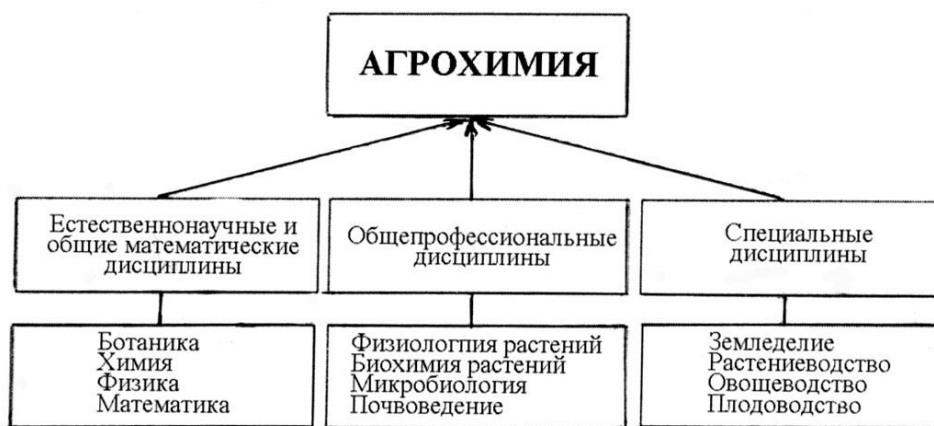 АГРОХИМИЯ
Естественнонаучные и
общие математические
дисциплины
Общепрофессиональные
дисциплины
Специальные
дисциплины
Ботаника
Химия
Физика
Математика
Физиологпия растений
Биохимия растений
Микробиология
Почвоведение
Земледелие
Растениеводство
Овощеводство
Плодоводство